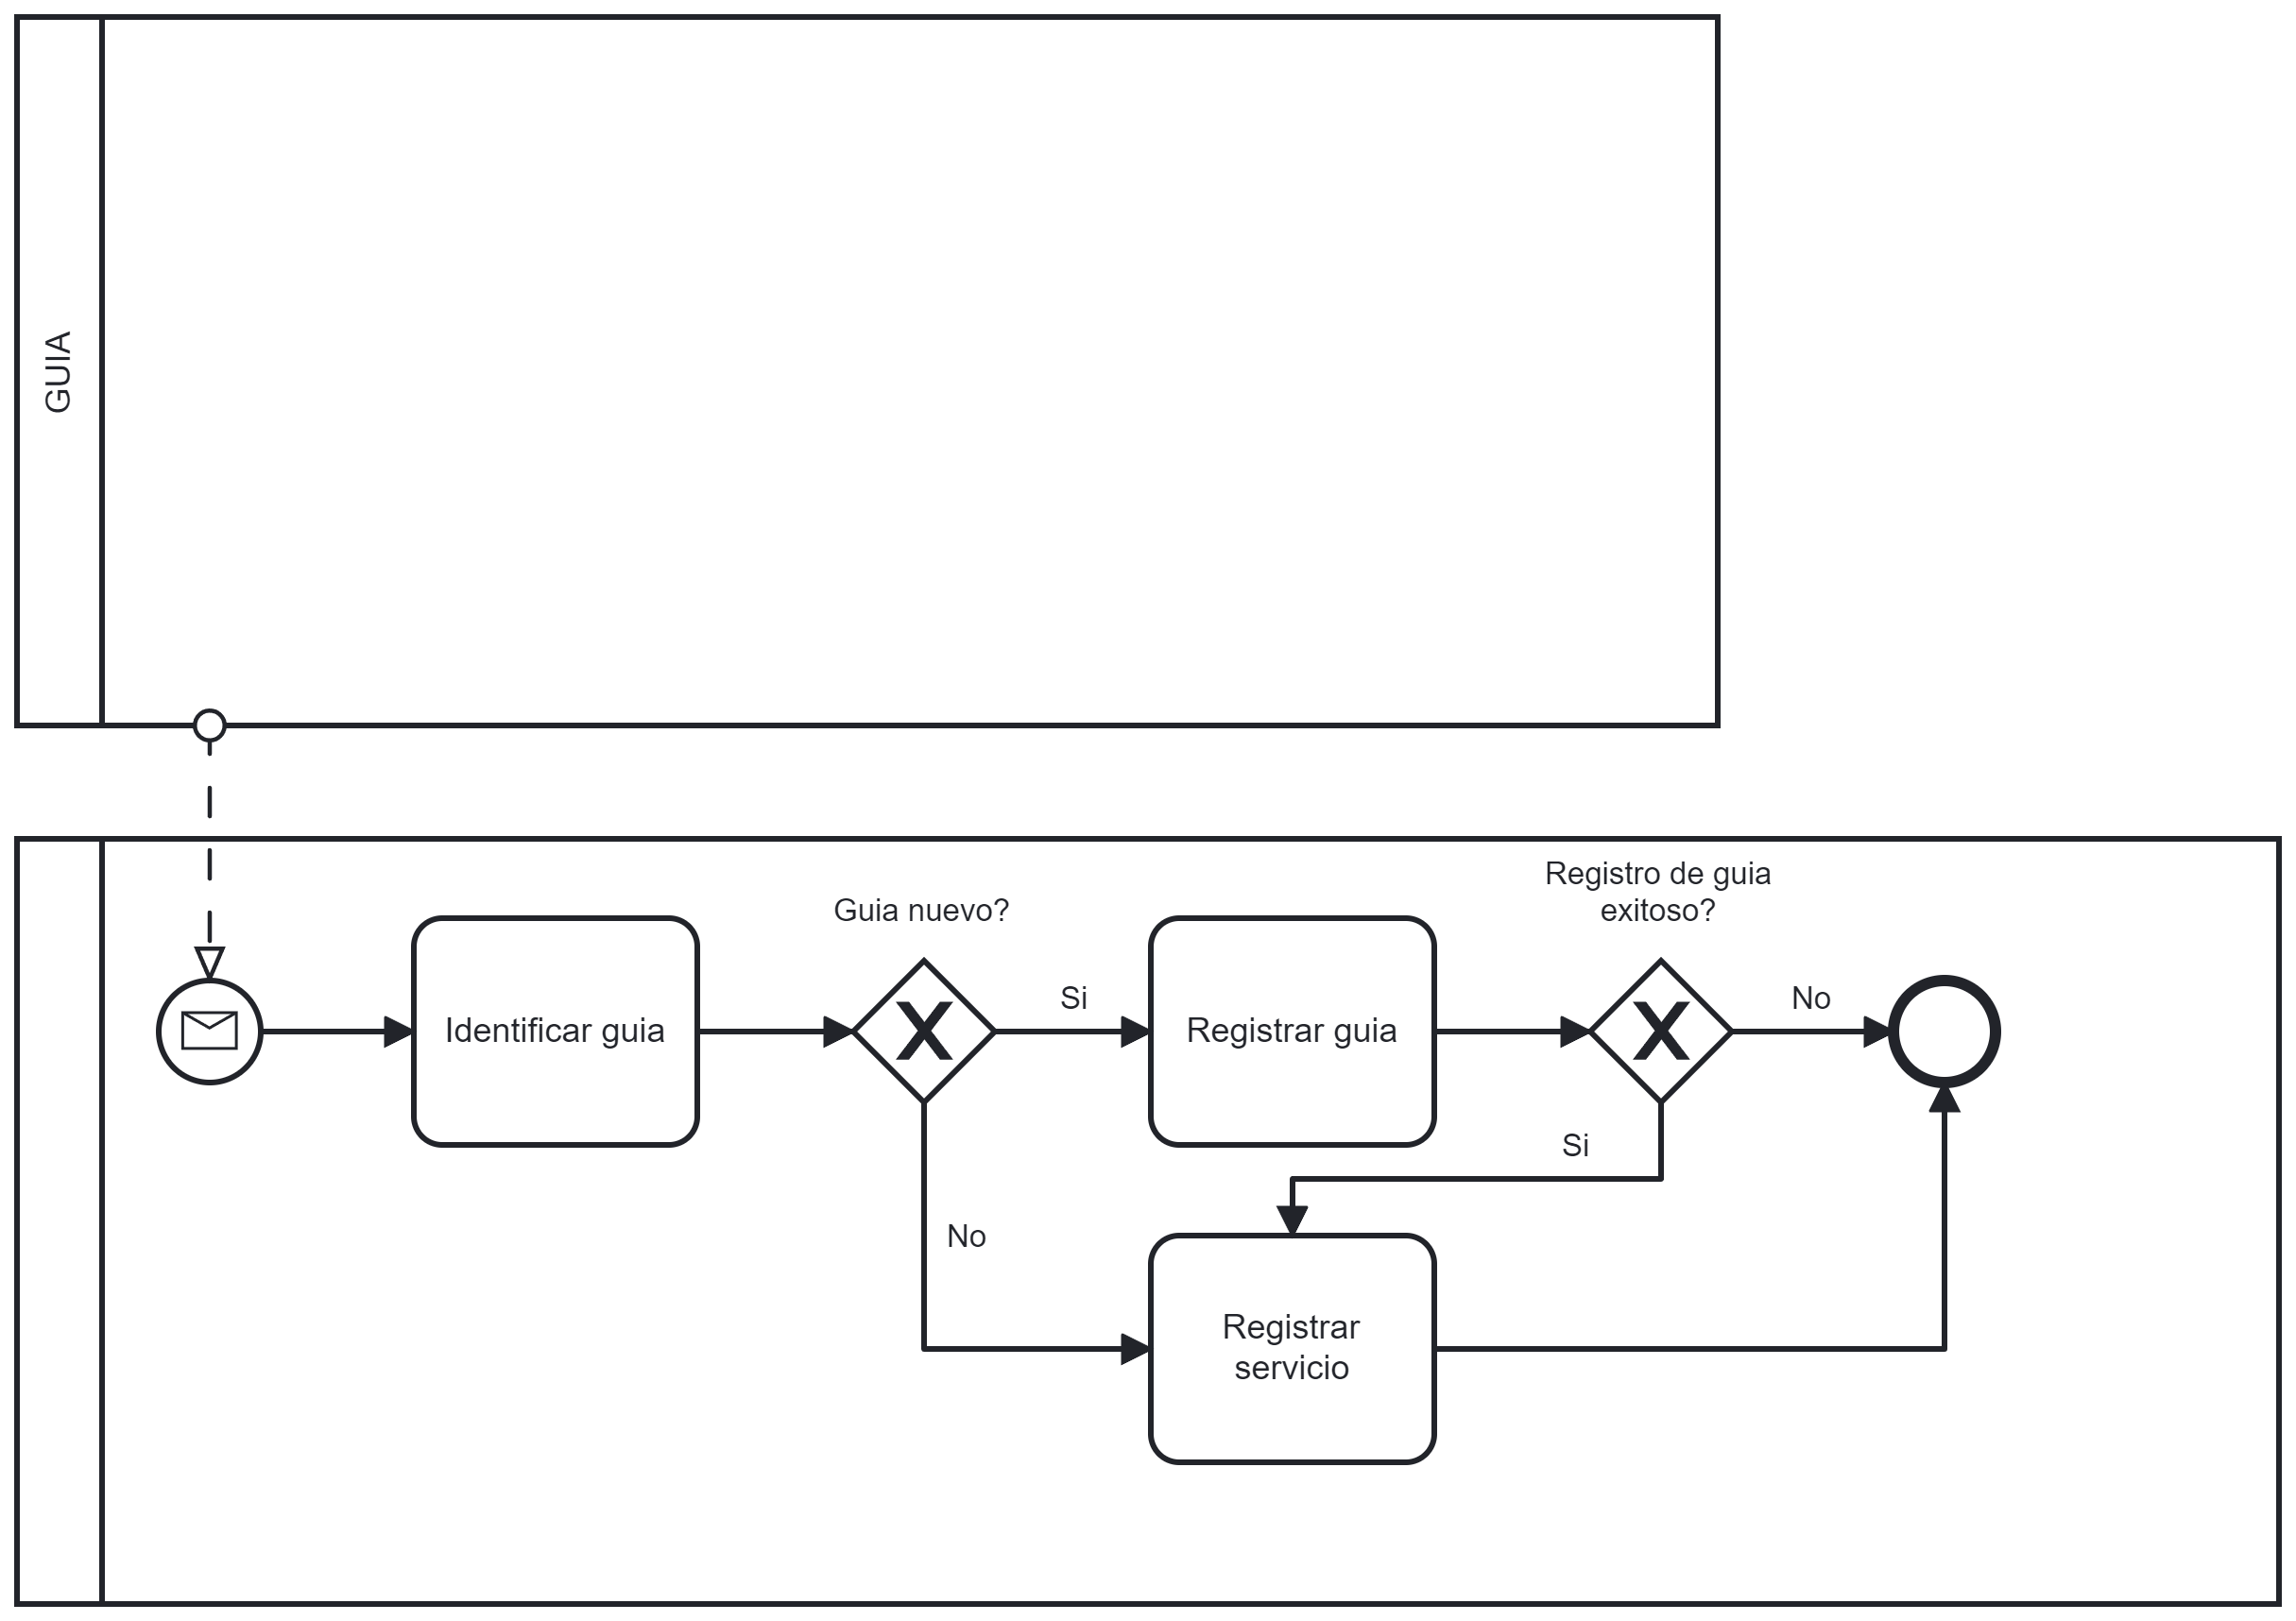 GUIA
Registro de guia
exitoso?
Guia nuevo?
Si
No
Identificar guia
Registrar guia
Si
No
Registrar
servicio